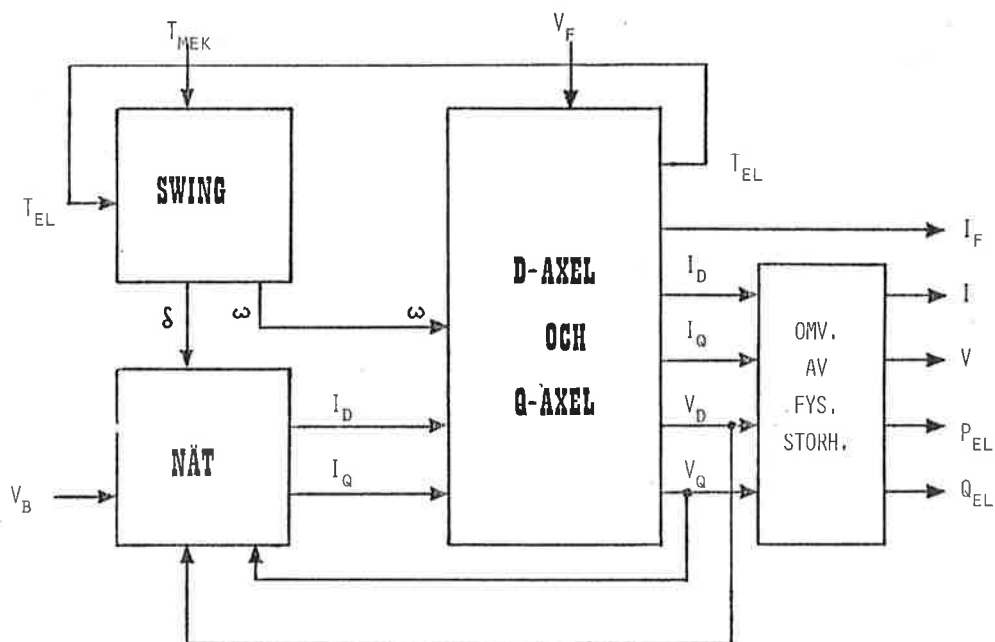 T_MEK
V_F
T_EL
SWING
T_EL
I_F
δ
ω
ω
D-AXEL
OCH
Q-AXEL
I_D
I_Q
V_D
V_Q
OMV.
AV
FYS.
STORH.
I
V
P_EL
Q_EL
I_D
I_Q
NÄT
V_B